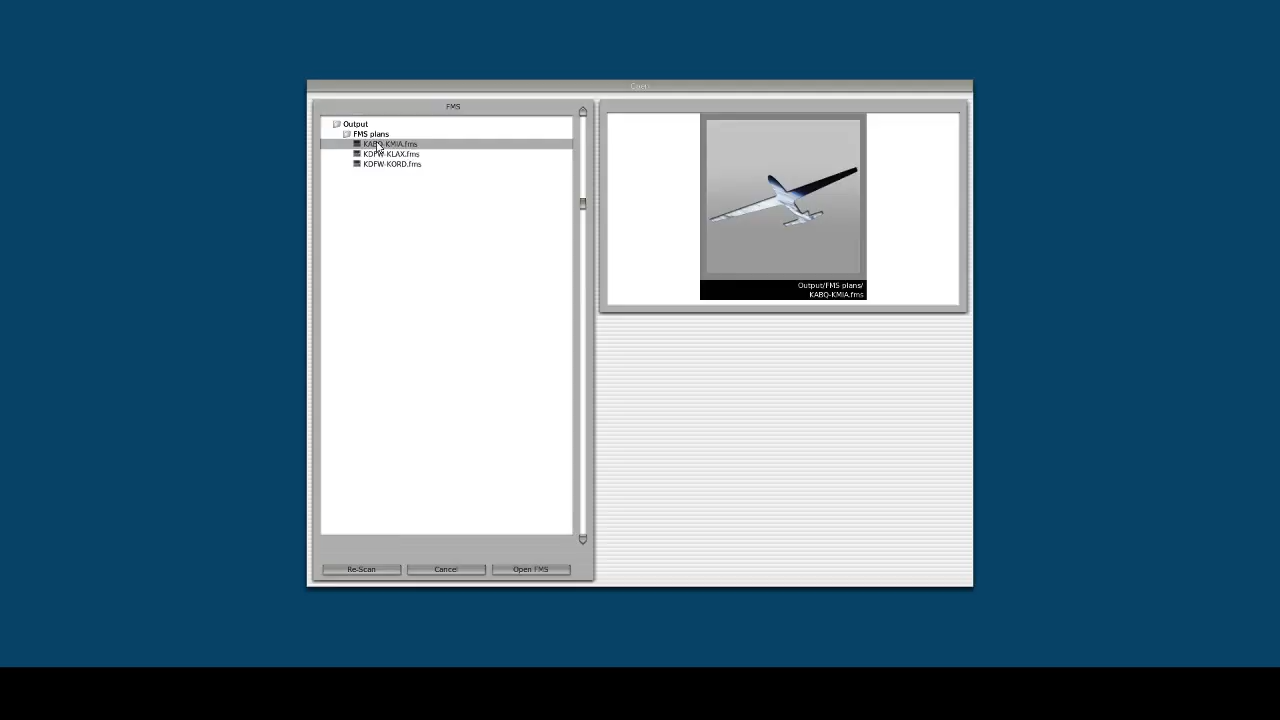 Open
FMS
Output
FMS plans
KABQ-KMIA.fms
KDFW-KLAX.fms
KDFW-KORD.fms
Output/FMS plans/
KABQ-KMIA.fms
Re-Scan
Cancel
Open FMS